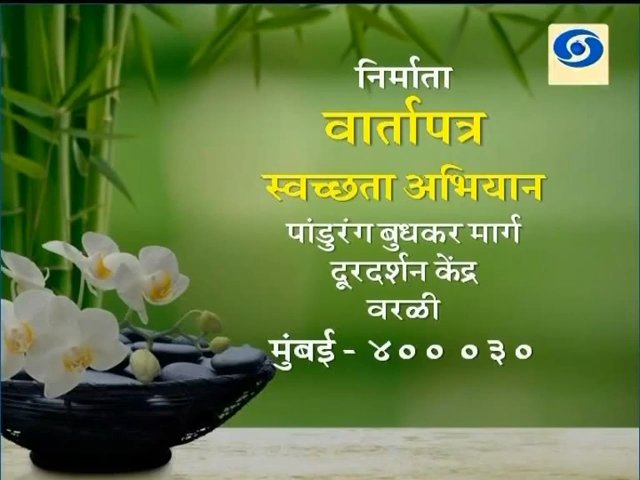 निर्माता
वार्तापत्र
स्वच्छता अभियान
पांडुरंग बुधकर मार्ग
दूरदर्शन केंद्र
वरळी
मुंबई - ४०० ०३०